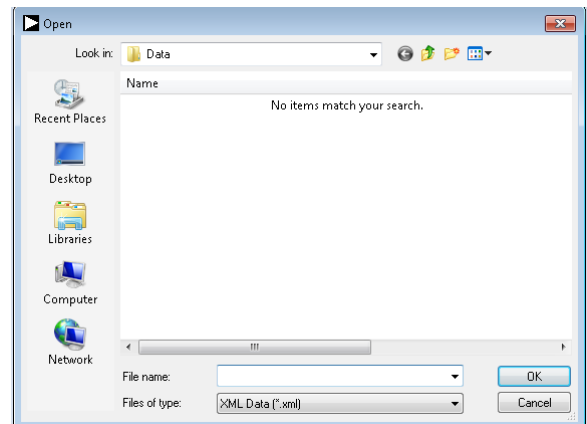 Open
Look in: Data
Name
No items match your search.
Recent Places
Desktop
Libraries
Computer
Network
File name:
OK
Files of type: XML Data (*.xml)
Cancel